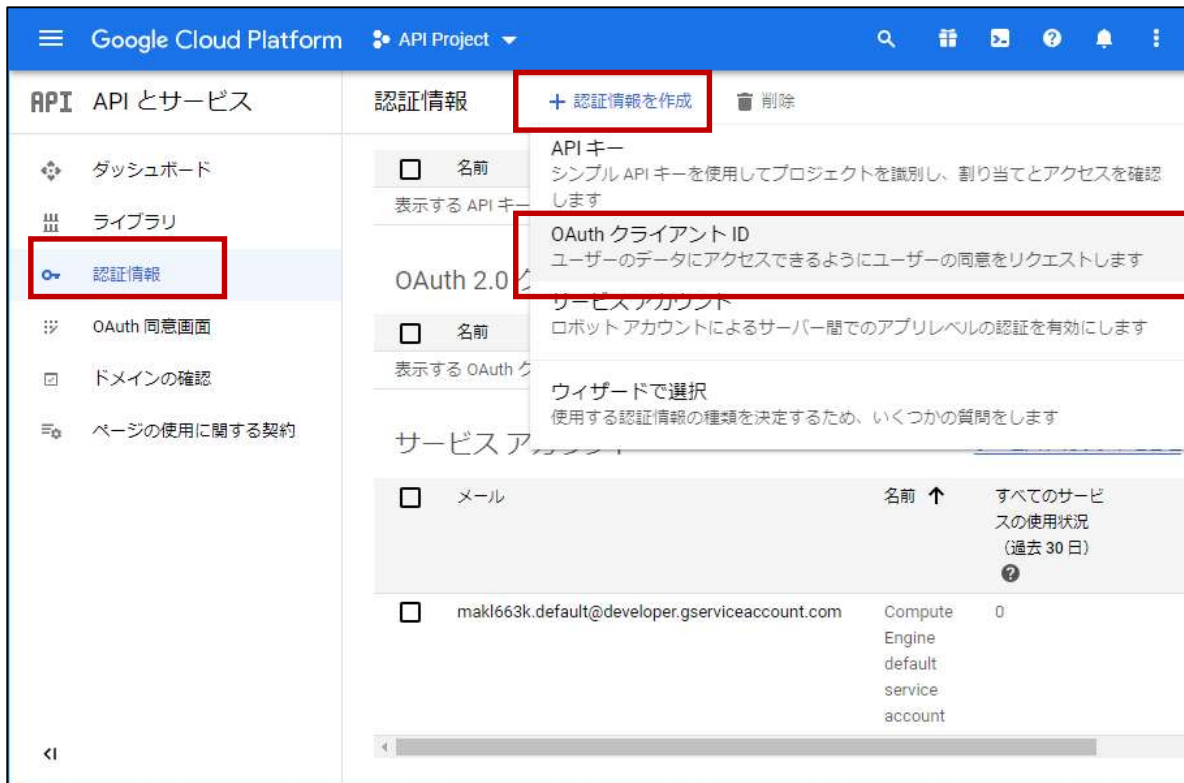 Google Cloud Platform
API Project
API API とサービス
ダッシュボード
ライブラリ
認証情報
OAuth 同意画面
ドメインの確認
ページの使用に関する契約
認証情報
+ 認証情報を作成
削除
API キー
シンプル API キーを使用してプロジェクトを識別し、割り当てとアクセスを確認
します
OAuth クライアント ID
ユーザーのデータにアクセスできるようにユーザーの同意をリクエストします
サービス アカウント
ロボット アカウントによるサーバー間でのアプリレベルの認証を有効にします
ウィザードで選択
使用する認証情報の種類を決定するため、いくつかの質問をします
名前
表示する API キー
OAuth 2.0 ク
名前
表示する OAuth ク
サービス アカウント
メール
名前
すべてのサービ
スの使用状況
(過去 30 日)
makl663k.default@developer.gserviceaccount.com
Compute
Engine
default
service
account
0